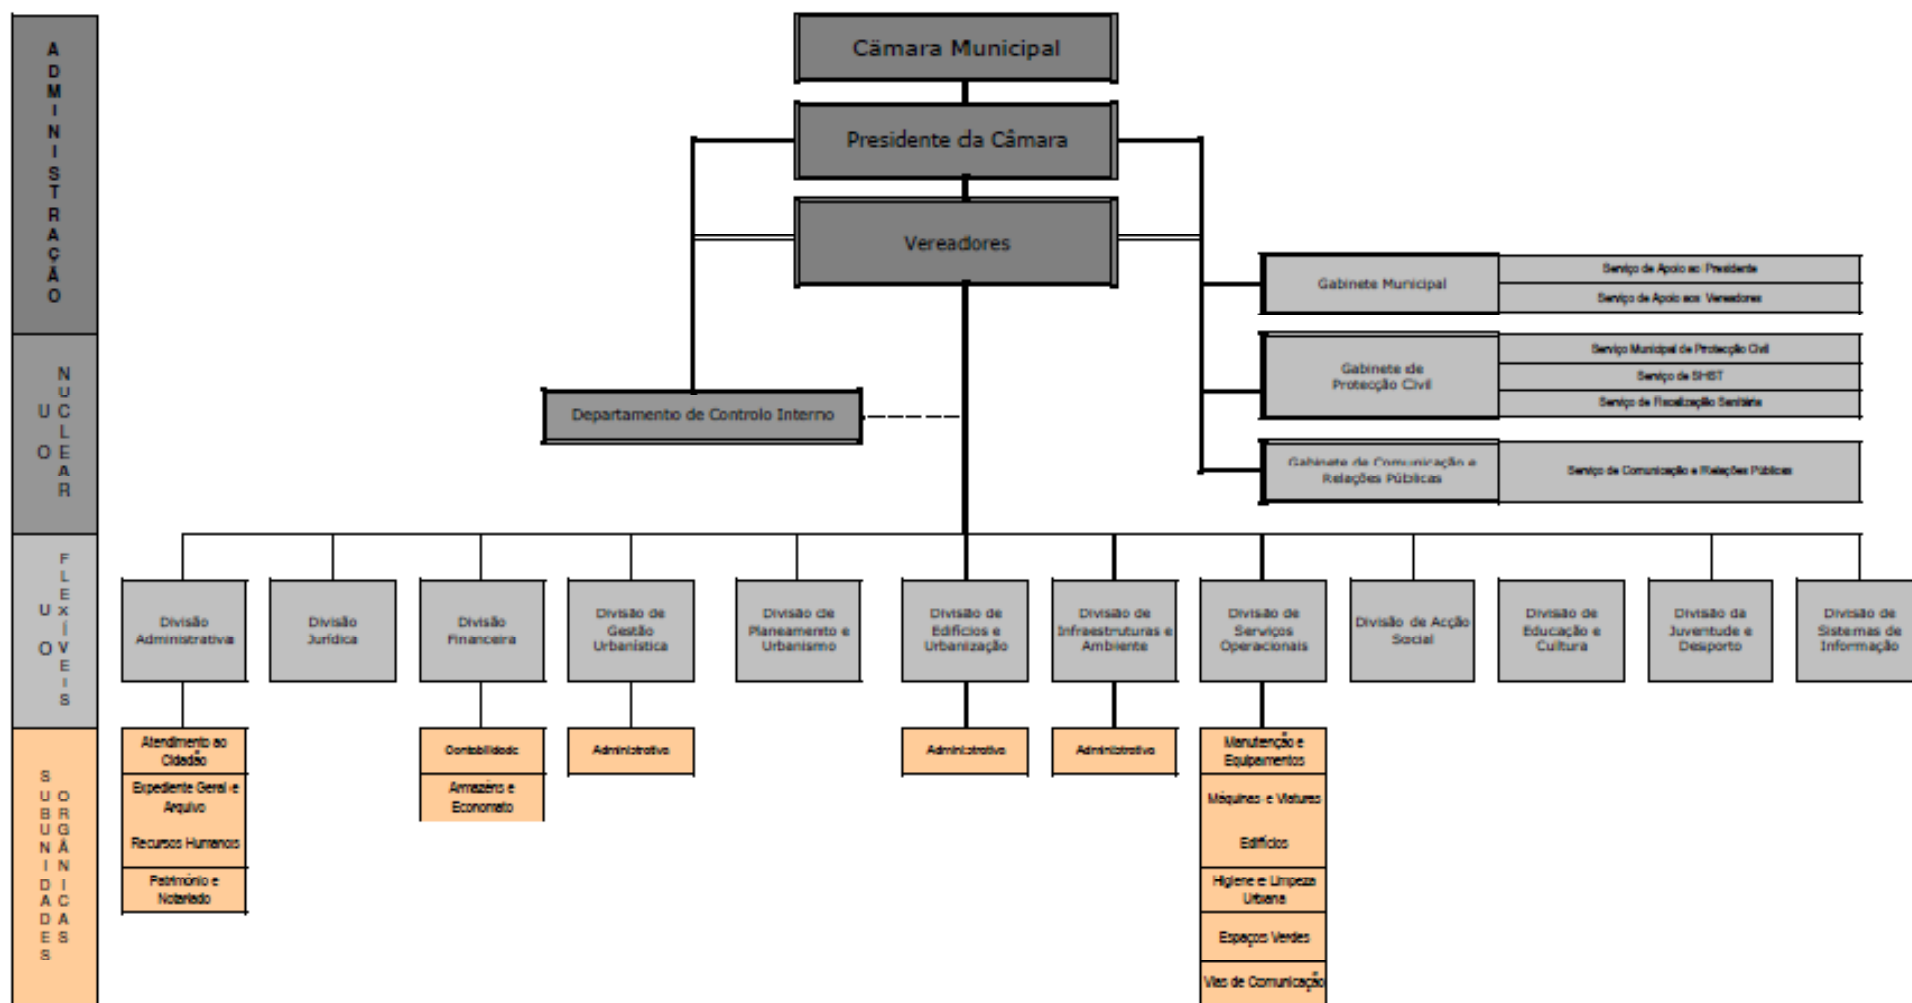 ADMINISTRAÇÃO
Câmara Municipal
Presidente da Câmara
Vereadores
Gabinete Municipal
Serviço de Apoio ao Presidente
Serviço de Apoio aos Vereadores
UO NUCLEAR
Gabinete de
Protecção Civil
Serviço Municipal de Protecção Civil
Serviço de SHST
Serviço de Fiscalização Sanitária
Departamento de Controlo Interno
Gabinete de Comunicação e
Relações Públicas
Serviço de Comunicação e Relações Públicas
UO FLEXÍVEIS
Divisão
Administrativa
Divisão
Jurídica
Divisão
Financeira
Divisão de
Gestão
Urbanística
Divisão de
Planeamento e
Urbanismo
Divisão de
Edifícios e
Urbanização
Divisão de
Infraestruturas e
Ambiente
Divisão de
Serviços
Operacionais
Divisão de Acção
Social
Divisão de
Educação e
Cultura
Divisão da
Juventude e
Desporto
Divisão de
Sistemas de
Informação
SUBUNIDADES ORGÂNICAS
Atendimento ao
Cidadão
Expediente Geral e
Arquivo
Recursos Humanos
Património e
Notariado
Contabilidade
Armazéns e
Economato
Administrativa
Administrativa
Administrativa
Manutenção e
Equipamentos
Máquinas e Viaturas
Edifícios
Higiene e Limpeza
Urbana
Espaços Verdes
Vias de Comunicação